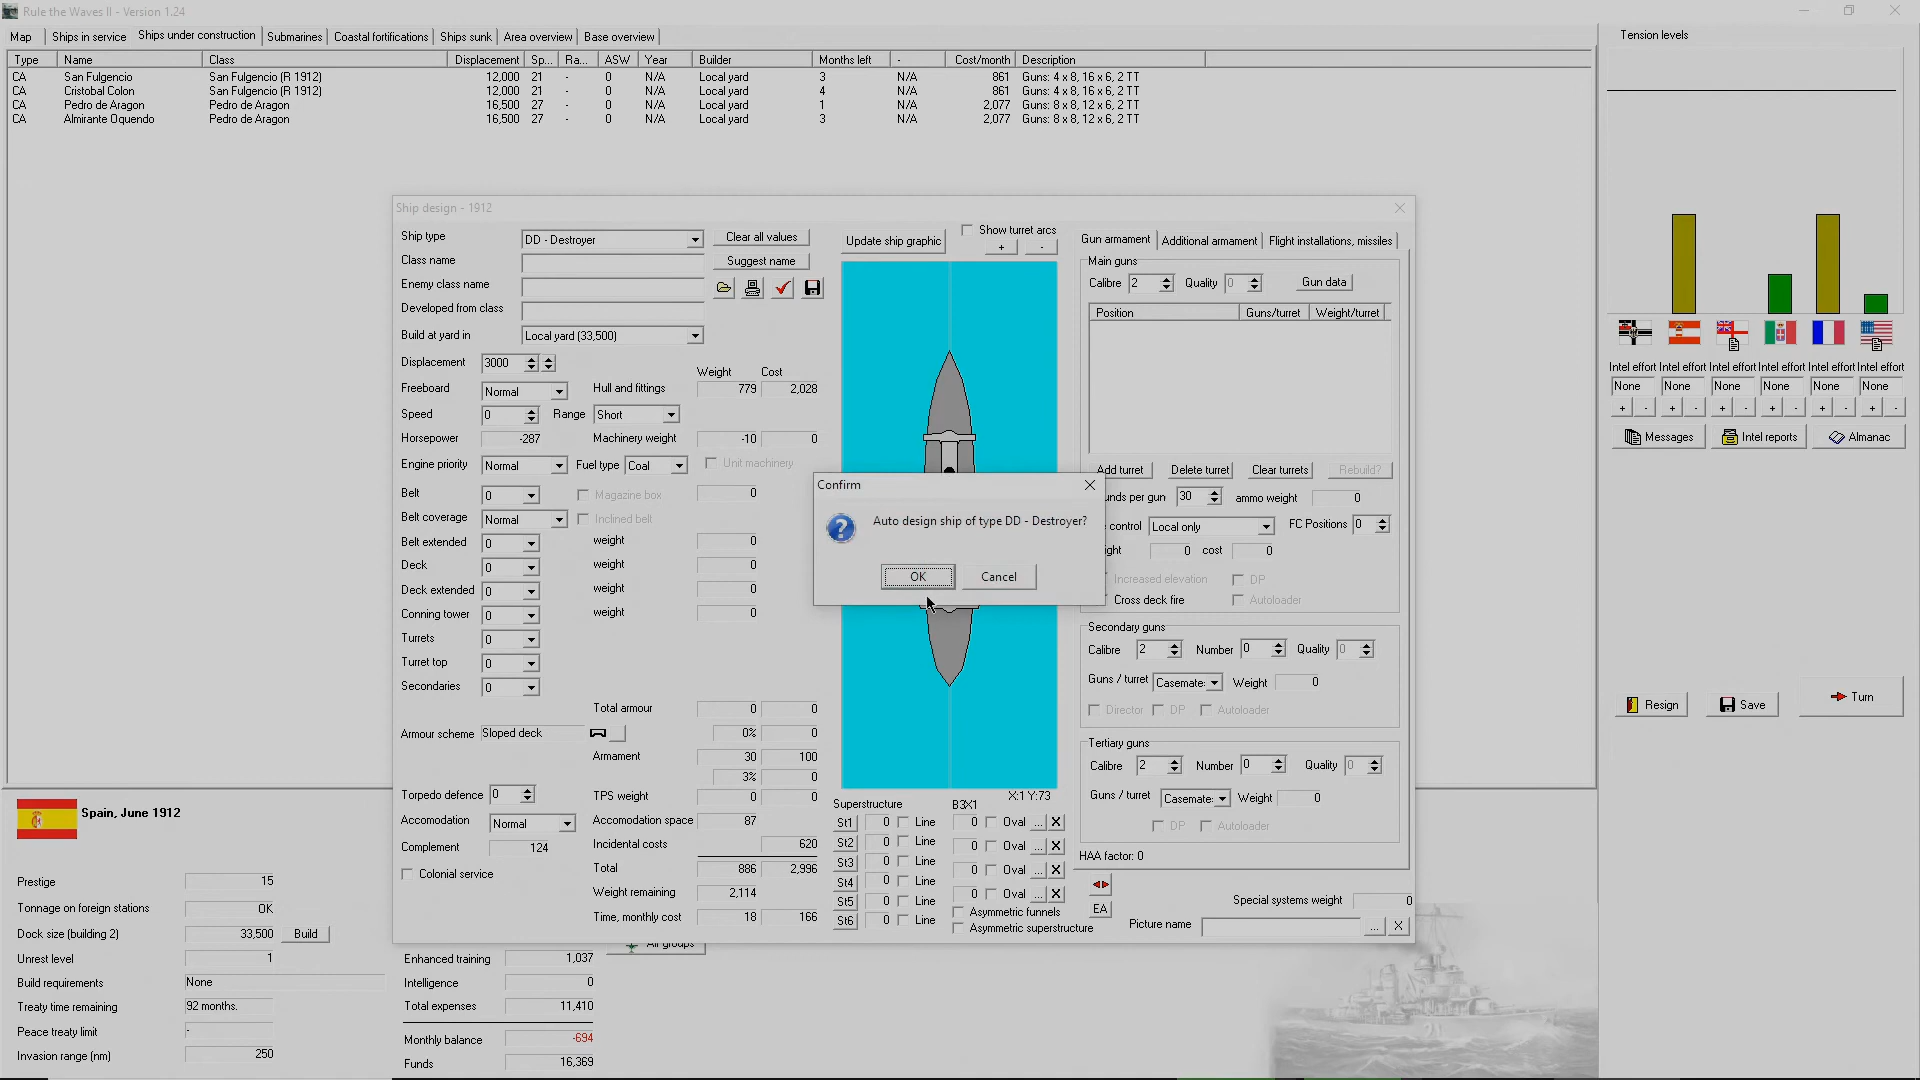 Rule the Waves II - Version 1.24
Map Ships in service Ships under construction Submarines Coastal fortifications Ships sunk Area overview Base overview
Type Name Class Displacement Sp... Ra... ASW Year Builder Months left - Cost/month Description
CA San Fulgencio San Fulgencio (R 1912) 12,000 21 - 0 N/A Local yard 3 N/A 861 Guns: 4 x 8, 16 x 6, 2 TT
CA Cristobal Colon San Fulgencio (R 1912) 12,000 21 - 0 N/A Local yard 4 N/A 861 Guns: 4 x 8, 16 x 6, 2 TT
CA Pedro de Aragon Pedro de Aragon 16,500 27 - 0 N/A Local yard 1 N/A 2,077 Guns: 8 x 8, 12 x 6, 2 TT
CA Almirante Oquendo Pedro de Aragon 16,500 27 - 0 N/A Local yard 3 N/A 2,077 Guns: 8 x 8, 12 x 6, 2 TT
Ship design - 1912
Ship type DD - Destroyer Clear all values
Class name Suggest name
Enemy class name
Developed from class
Build at yard in Local yard (33,500)
Displacement 3000
Weight Cost
Freeboard Normal Hull and fittings 779 2,028
Speed 0 Range Short
Horsepower -287 Machinery weight -10 0
Engine priority Normal Fuel type Coal Unit machinery
Belt 0 Magazine box 0
Belt coverage Normal Inclined belt
Belt extended 0 weight 0
Deck 0 weight 0
Deck extended 0 weight 0
Conning tower 0 weight 0
Turrets 0
Turret top 0
Secondaries 0
Total armour 0 0
Armour scheme Sloped deck 0% 0
Armament 30 100
3% 0
Torpedo defence 0 TPS weight 0 0
Accomodation Normal Accomodation space 87
Complement 124 Incidental costs 620
Colonial service Total 886 2,996
Weight remaining 2,114
Time, monthly cost 18 166
Update ship graphic Show turret arcs
+ -
Confirm
Auto design ship of type DD - Destroyer?
OK Cancel
X:1 Y:73
Superstructure B3X1
St1 0 Line 0 Oval ... X
St2 0 Line 0 Oval ... X
St3 0 Line
St4 0 Line 0 Oval ... X
St5 0 Line 0 Oval ... X
St6 0 Line
Asymmetric funnels
Asymmetric superstructure
Gun armament Additional armament Flight installations, missiles
Main guns
Calibre 2 Quality 0 Gun data
Position Guns/turret Weight/turret
Add turret Delete turret Clear turrets Rebuild?
unds per gun 30 ammo weight 0
control Local only FC Positions 0
ght 0 cost 0
Increased elevation DP
Cross deck fire Autoloader
Secondary guns
Calibre 2 Number 0 Quality 0
Guns / turret Casemate: Weight 0
Director DP Autoloader
Tertiary guns
Calibre 2 Number 0 Quality 0
Guns / turret Casemate: Weight 0
DP Autoloader
HAA factor: 0
EA
Special systems weight 0
Picture name ... X
Tension levels
Intel effort Intel effort Intel effort Intel effort Intel effort Intel effort
None None None None None None
+ - + - + - + - + - + -
Messages Intel reports Almanac
Resign Save Turn
Spain, June 1912
Prestige 15
Tonnage on foreign stations OK
Dock size (building 2) 33,500 Build
Unrest level 1
Build requirements None
Treaty time remaining 92 months.
Peace treaty limit -
Invasion range (nm) 250
All groups
Enhanced training 1,037
Intelligence 0
Total expenses 11,410
Monthly balance -694
Funds 16,369